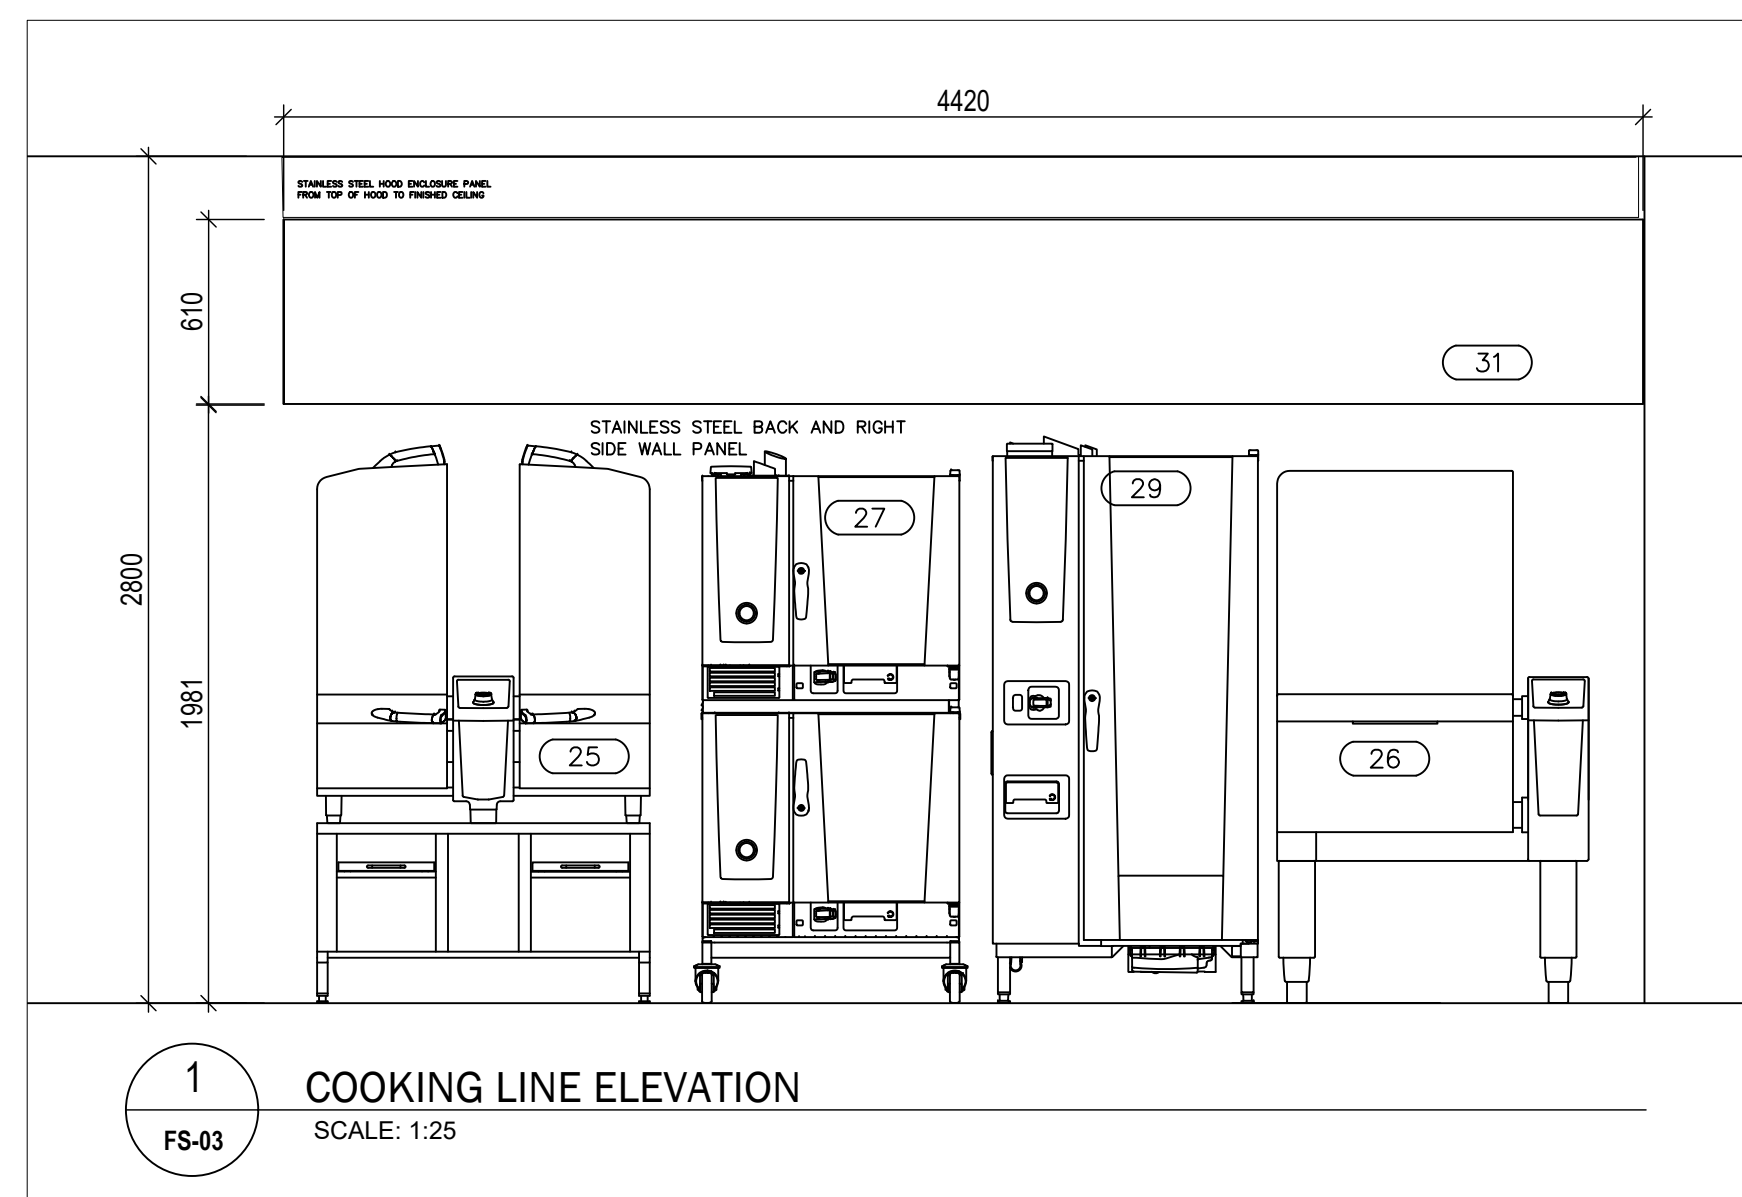 4420
STAINLESS STEEL HOOD ENCLOSURE PANEL
FROM TOP OF HOOD TO FINISHED CEILING
610
31
STAINLESS STEEL BACK AND RIGHT
SIDE WALL PANEL
27
29
2800
1981
25
26
1
FS-03
COOKING LINE ELEVATION
SCALE: 1:25